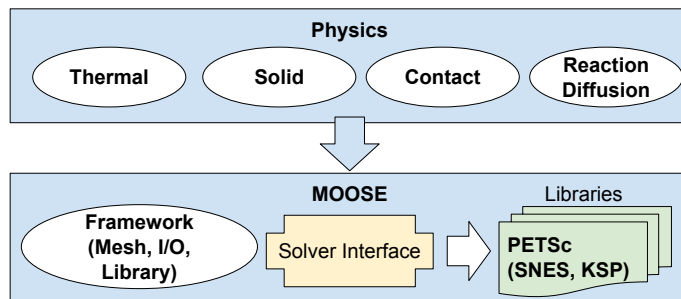 Physics
Thermal
Solid
Contact
Reaction
Diffusion
MOOSE
Libraries
Framework
(Mesh, I/O,
Library)
Solver Interface
PETSc
(SNES, KSP)